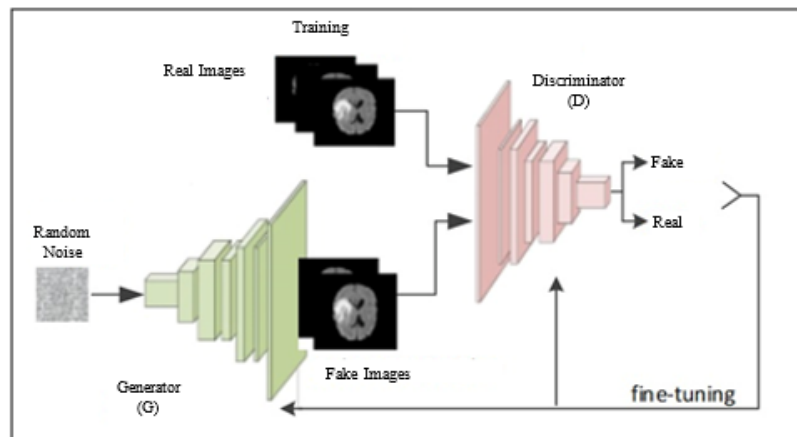 Training
Real Images
Discriminator
(D)
Fake
Real
Random
Noise
Fake Images
Generator
(G)
fine-tuning